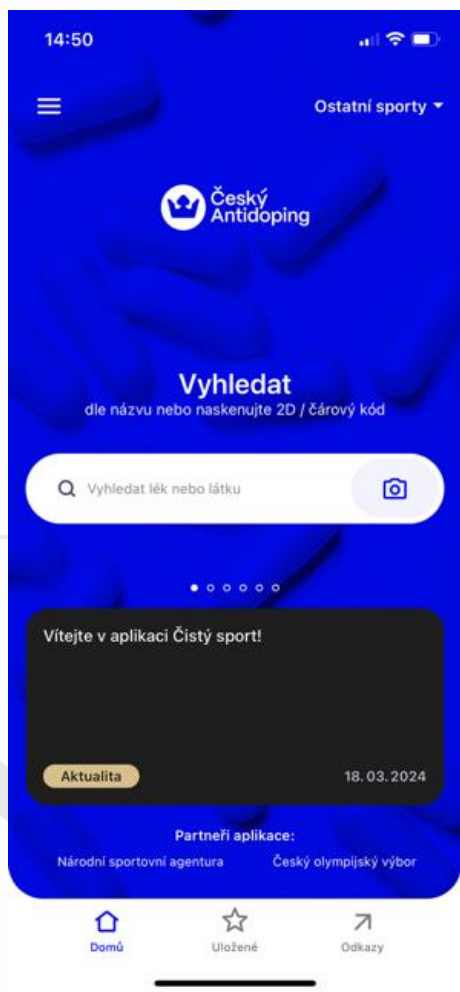 14:50
Ostatní sporty
Český
Antidoping
Vyhledat
dle názvu nebo naskenujte 2D / čárový kód
Vyhledat lék nebo látku
Vítejte v aplikaci Čistý sport!
Aktualita
18. 03. 2024
Partneři aplikace:
Národní sportovní agentura
Český olympijský výbor
Domů
Uložené
Odkazy